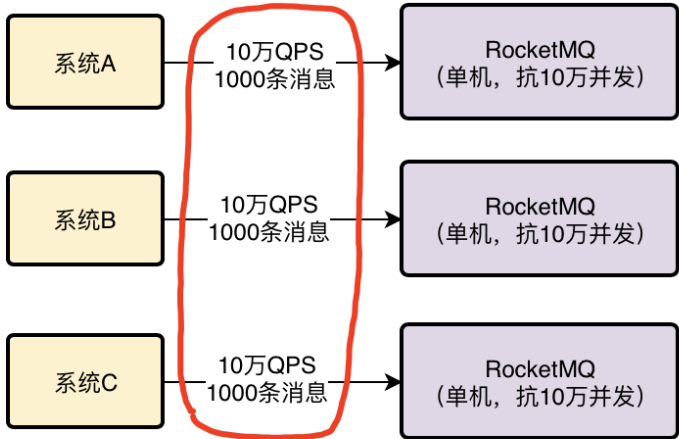 系统A
10万QPS
1000条消息
RocketMQ
（单机，抗10万并发）
系统B
10万QPS
1000条消息
RocketMQ
（单机，抗10万并发）
系统C
10万QPS
1000条消息
RocketMQ
（单机，抗10万并发）